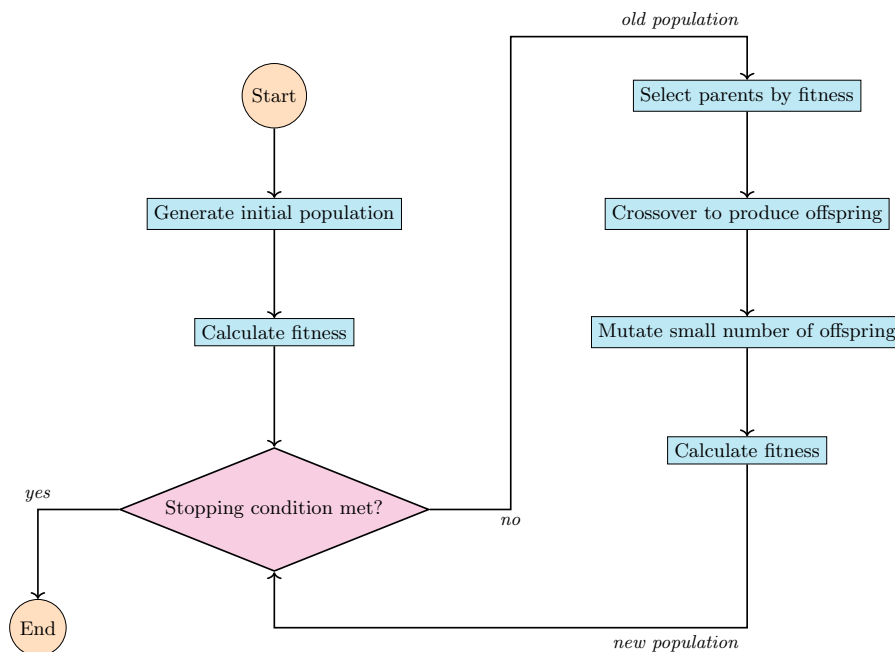 Start
Generate initial population
Calculate fitness
Stopping condition met?
yes
End
no
old population
Select parents by fitness
Crossover to produce offspring
Mutate small number of offspring
Calculate fitness
new population